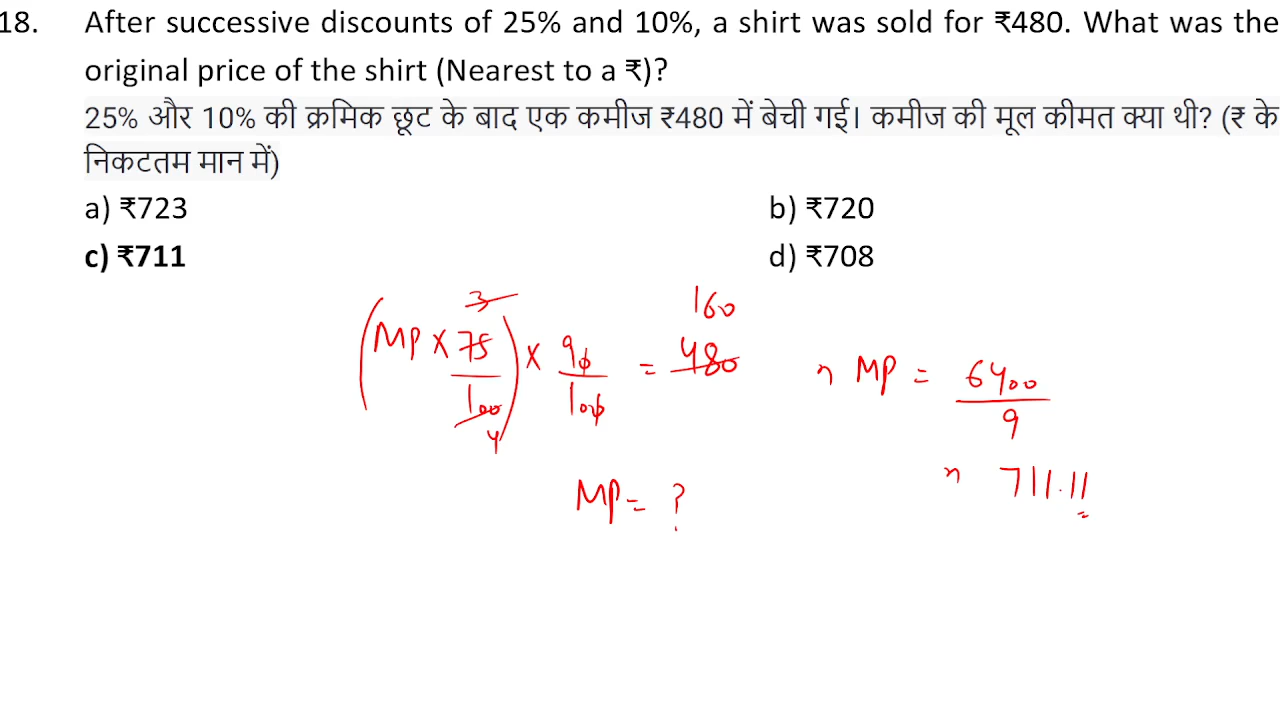 18. After successive discounts of 25% and 10%, a shirt was sold for ₹480. What was the
original price of the shirt (Nearest to a ₹)?
25% और 10% की क्रमिक छूट के बाद एक कमीज ₹480 में बेची गई। कमीज की मूल कीमत क्या थी? (₹ के
निकटतम मान में)
a) ₹723 b) ₹720
c) ₹711 d) ₹708
3 160
(MP × 75/100) × 90/100 = 480 MP = 6400/9
4
711.11
MP = ?